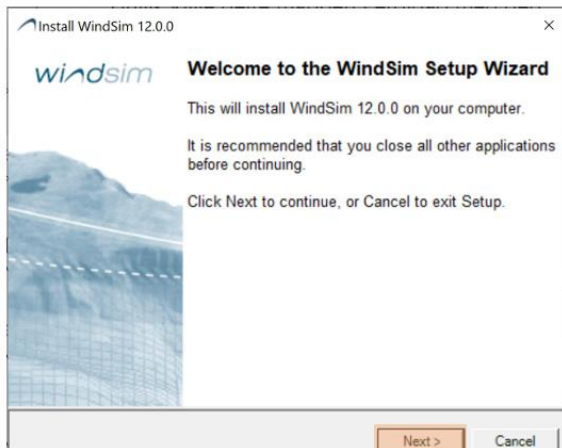 Install WindSim 12.0.0
windsim
Welcome to the WindSim Setup Wizard
This will install WindSim 12.0.0 on your computer.
It is recommended that you close all other applications
before continuing.
Click Next to continue, or Cancel to exit Setup.
Next >
Cancel